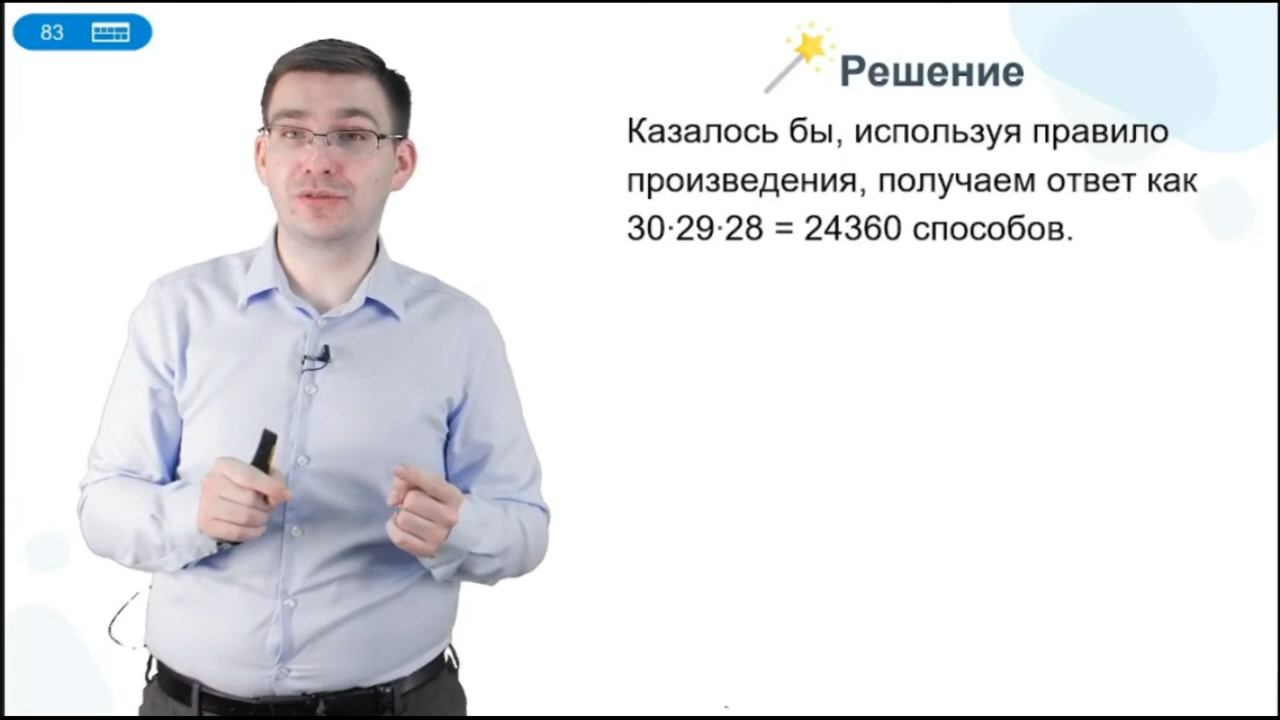 83
Решение
Казалось бы, используя правило
произведения, получаем ответ как
30·29·28 = 24360 способов.